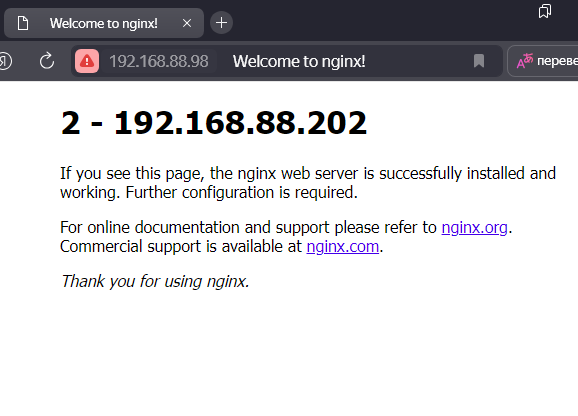 Welcome to nginx!
Я
192.168.88.98 Welcome to nginx!
переве
2 - 192.168.88.202
If you see this page, the nginx web server is successfully installed and
working. Further configuration is required.
For online documentation and support please refer to nginx.org.
Commercial support is available at nginx.com.
Thank you for using nginx.